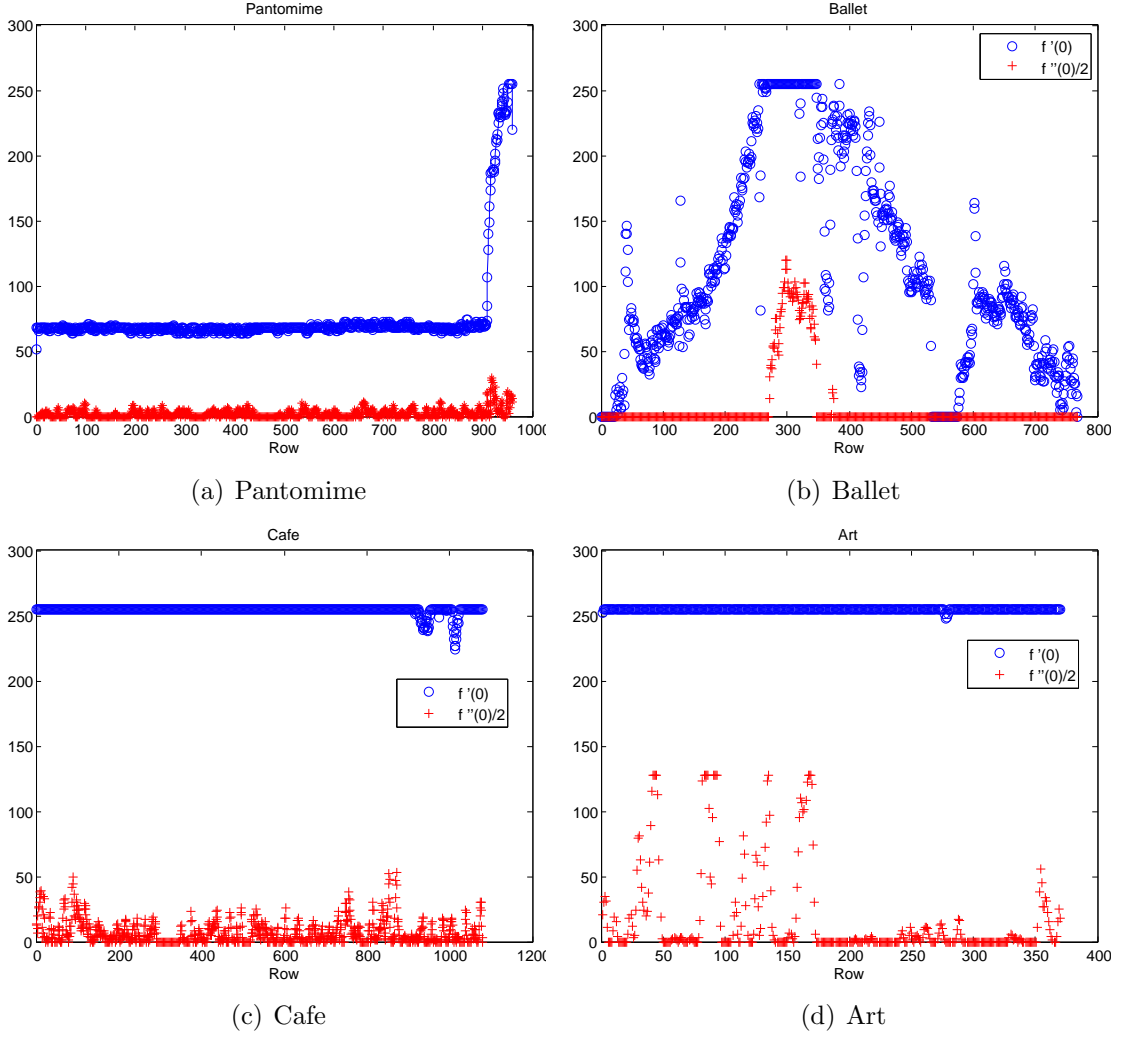 Pantomime
300
250
200
150
100
50
0
0 100 200 300 400 500 600 700 800 900 100
Row
(a) Pantomime
Ballet
300
250
200
150
100
50
0
0 100 200 300 400 500 600 700 800
Row
f '(0)
f ''(0)/2
(b) Ballet
Cafe
300
250
200
150
100
50
0
0 200 400 600 800 1000 1200
Row
f '(0)
f ''(0)/2
(c) Cafe
Art
300
250
200
150
100
50
0
0 50 100 150 200 250 300 350 400
Row
f '(0)
f ''(0)/2
(d) Art